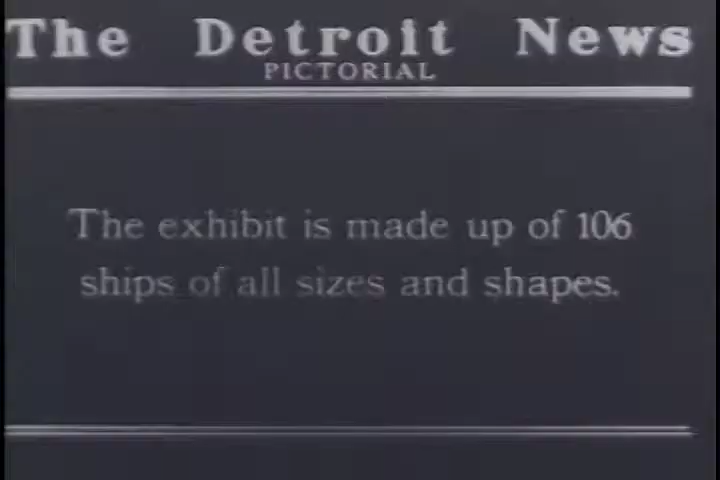 The Detroit News
PICTORIAL
The exhibit is made up of 106
ships of all sizes and shapes.